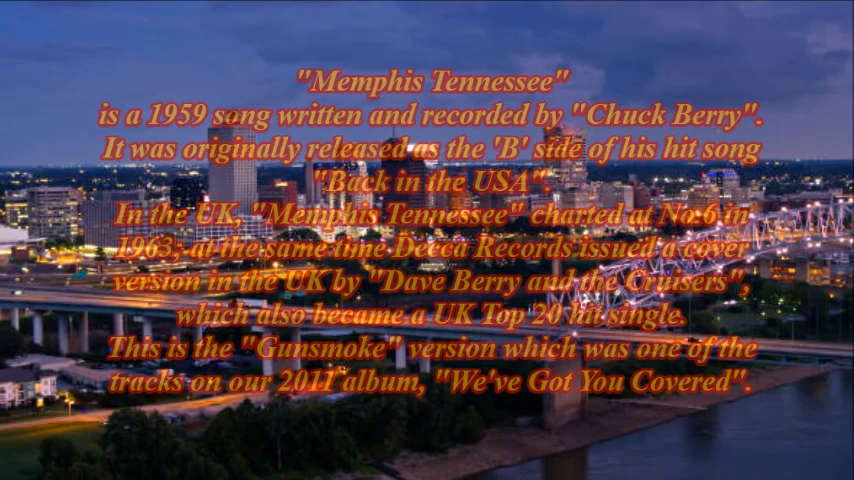 "Memphis Tennessee"
is a 1959 song written and recorded by "Chuck Berry".
It was originally released as the 'B' side of his hit song
"Back in the USA".
In the UK, "Memphis Tennessee" charted at No.6 in
1963; at the same time Decca Records issued a cover
version in the UK by "Dave Berry and the Cruisers",
which also became a UK Top 20 hit single.
This is the "Gunsmoke" version which was one of the
tracks on our 2011 album, "We've Got You Covered".